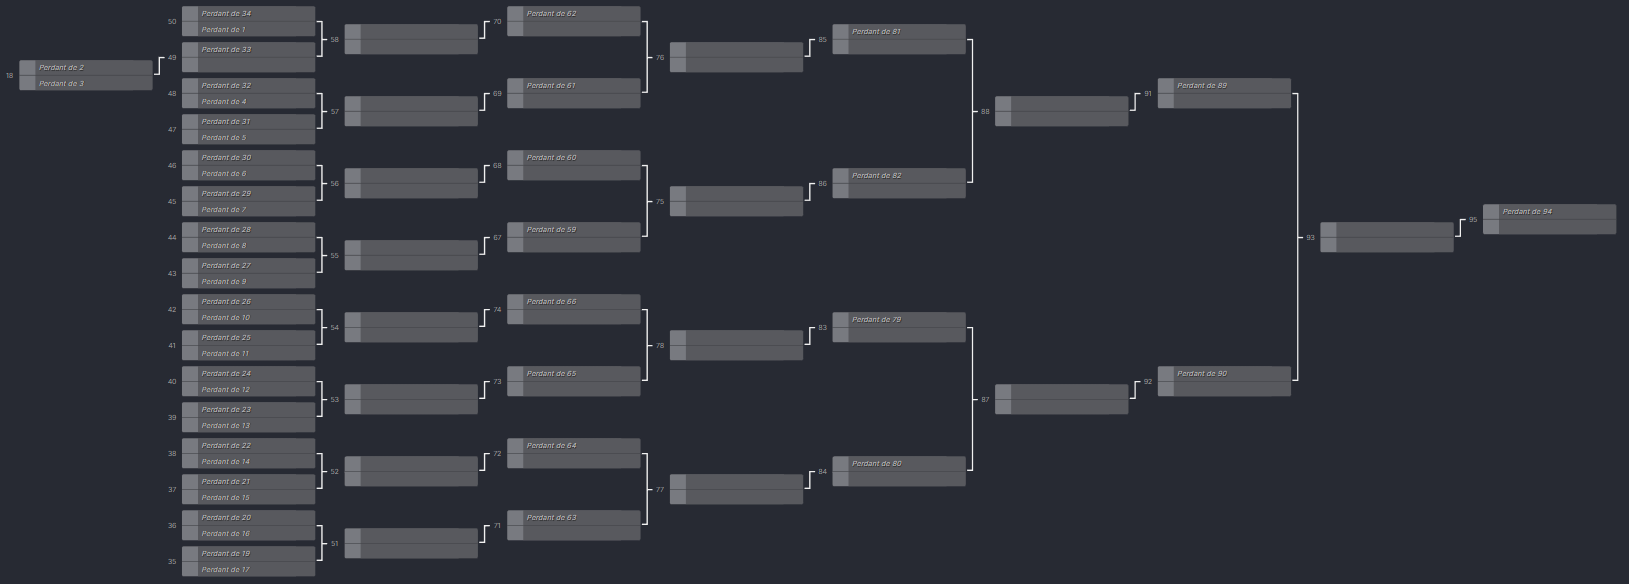 18
Perdant de 2
Perdant de 3
50
Perdant de 34
Perdant de 1
49
Perdant de 33
48
Perdant de 32
Perdant de 4
47
Perdant de 31
Perdant de 5
46
Perdant de 30
Perdant de 6
45
Perdant de 29
Perdant de 7
44
Perdant de 28
Perdant de 8
43
Perdant de 27
Perdant de 9
42
Perdant de 26
Perdant de 10
41
Perdant de 25
Perdant de 11
40
Perdant de 24
Perdant de 12
39
Perdant de 23
Perdant de 13
38
Perdant de 22
Perdant de 14
37
Perdant de 21
Perdant de 15
36
Perdant de 20
Perdant de 16
35
Perdant de 19
Perdant de 17
58
57
56
55
54
53
52
51
70
Perdant de 62
69
Perdant de 61
68
Perdant de 60
67
Perdant de 59
74
Perdant de 66
73
Perdant de 65
72
Perdant de 64
71
Perdant de 63
76
75
78
77
85
Perdant de 81
86
Perdant de 82
83
Perdant de 79
84
Perdant de 80
88
87
91
Perdant de 89
92
Perdant de 90
93
95
Perdant de 94